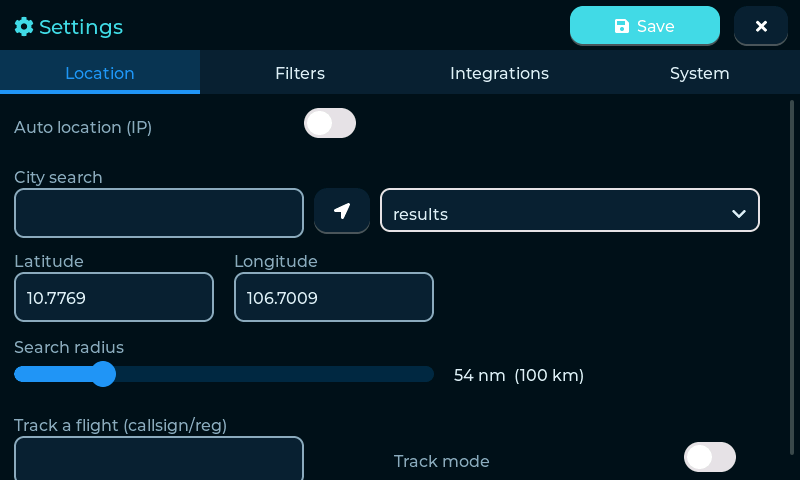 Settings
Save
Location
Filters
Integrations
System
Auto location (IP)
City search
results
Latitude
Longitude
10.7769
106.7009
Search radius
54 nm (100 km)
Track a flight (callsign/reg)
Track mode